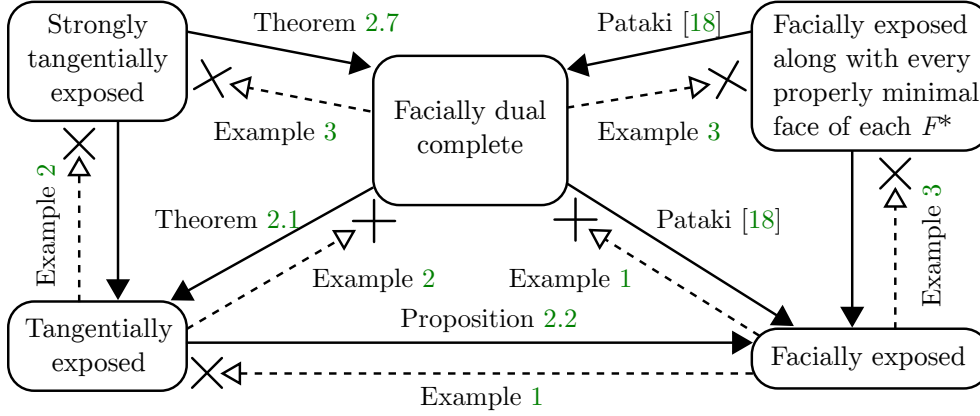 Strongly
tangentially
exposed
Theorem 2.7
Pataki [18]
Facially exposed
along with every
properly minimal
face of each F*
Facially dual
complete
Example 3
Example 3
Example 2
Theorem 2.1
Pataki [18]
Example 3
Example 2
Example 1
Tangentially
exposed
Proposition 2.2
Facially exposed
Example 1